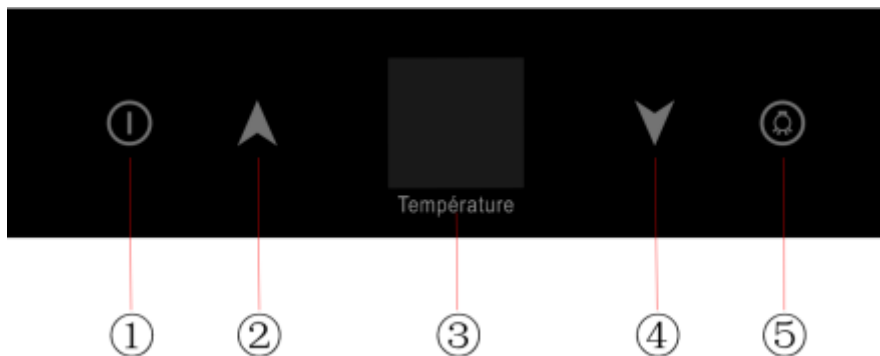 Température
① ② ③ ④ ⑤